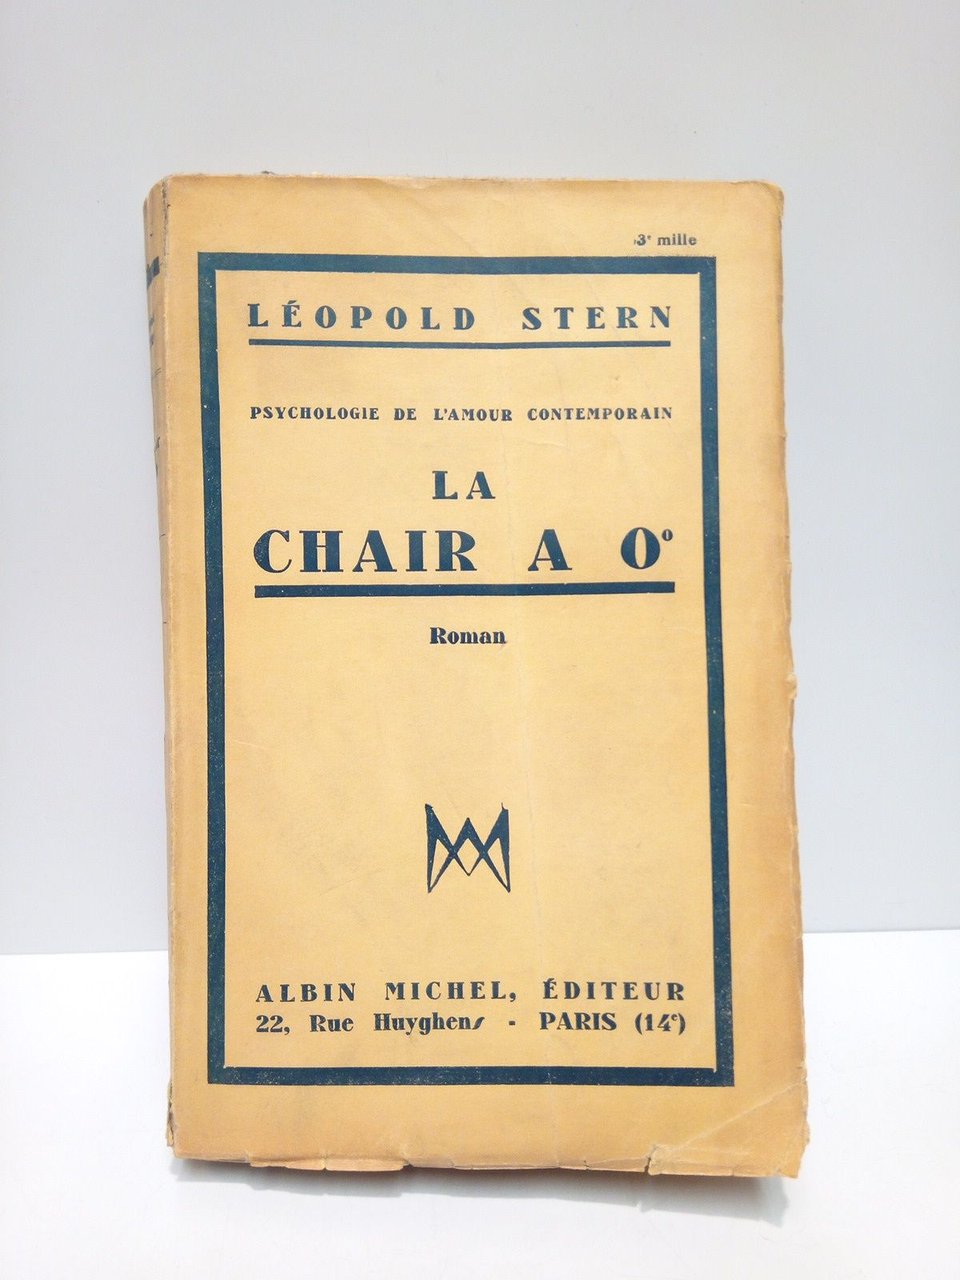 3e mille
LÉOPOLD STERN
PSYCHOLOGIE DE L'AMOUR CONTEMPORAIN
LA
CHAIR A 0°
Roman
AM
ALBIN MICHEL, ÉDITEUR
22, Rue Huyghens - PARIS (14e)